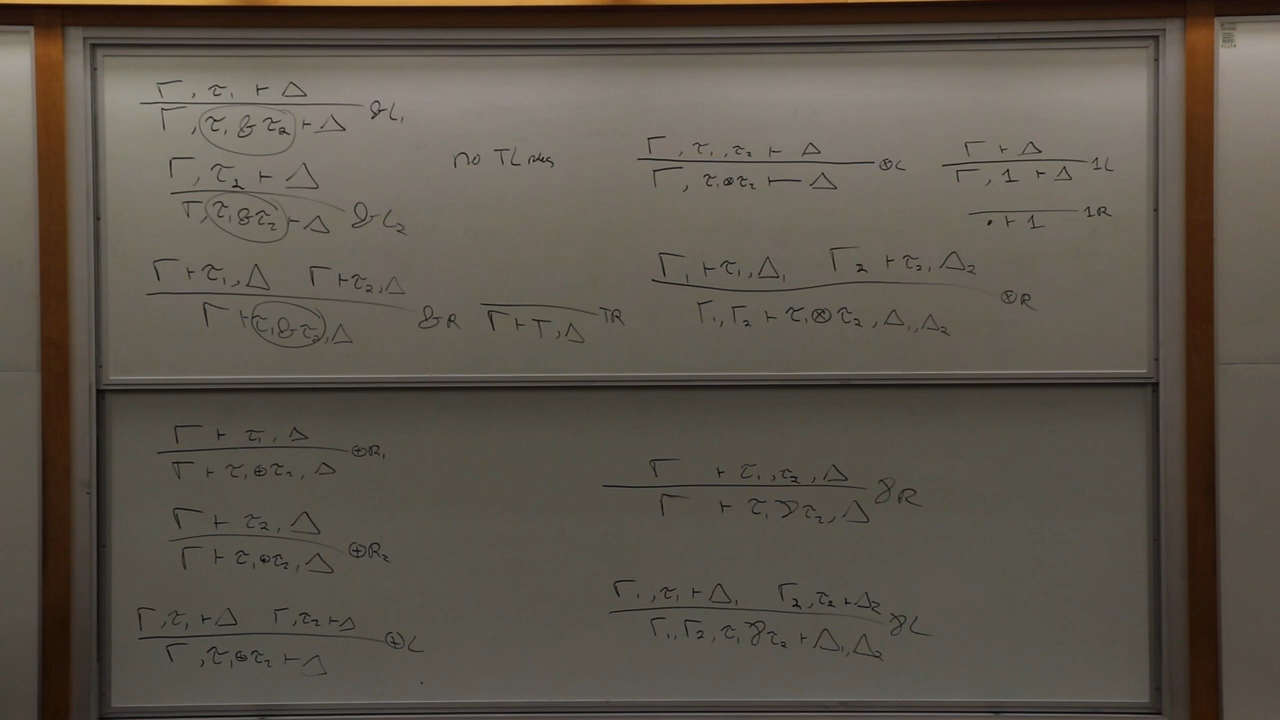 Γ, τ₁ ⊢ Δ
Γ, τ₁ & τ₂ ⊢ Δ &L₁
Γ, τ₂ ⊢ Δ
Γ, τ₁ & τ₂ ⊢ Δ &L₂
Γ ⊢ τ₁, Δ Γ ⊢ τ₂, Δ
Γ ⊢ τ₁ & τ₂, Δ &R
no ⊤L rules
Γ ⊢ ⊤, Δ ⊤R
Γ, τ₁, τ₂ ⊢ Δ
Γ, τ₁ ⊗ τ₂ ⊢ Δ ⊗L
Γ ⊢ Δ
Γ, 1 ⊢ Δ 1L
· ⊢ 1 1R
Γ₁ ⊢ τ₁, Δ₁ Γ₂ ⊢ τ₂, Δ₂
Γ₁, Γ₂ ⊢ τ₁ ⊗ τ₂, Δ₁, Δ₂ ⊗R
Γ ⊢ τ₁, Δ
Γ ⊢ τ₁ ⊕ τ₂, Δ ⊕R₁
Γ ⊢ τ₂, Δ
Γ ⊢ τ₁ ⊕ τ₂, Δ ⊕R₂
Γ, τ₁ ⊢ Δ Γ, τ₂ ⊢ Δ
Γ, τ₁ ⊕ τ₂ ⊢ Δ ⊕L
Γ ⊢ τ₁, τ₂, Δ
Γ ⊢ τ₁ ⅋ τ₂, Δ ⅋R
Γ₁, τ₁ ⊢ Δ₁ Γ₂, τ₂ ⊢ Δ₂
Γ₁, Γ₂, τ₁ ⅋ τ₂ ⊢ Δ₁, Δ₂ ⅋L